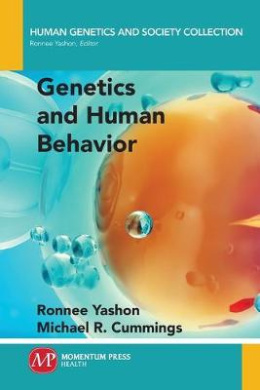 HUMAN GENETICS AND SOCIETY COLLECTION
Ronnee Yashon, Editor
Genetics
and Human
Behavior
Ronnee Yashon
Michael R. Cummings
M
MOMENTUM PRESS
HEALTH